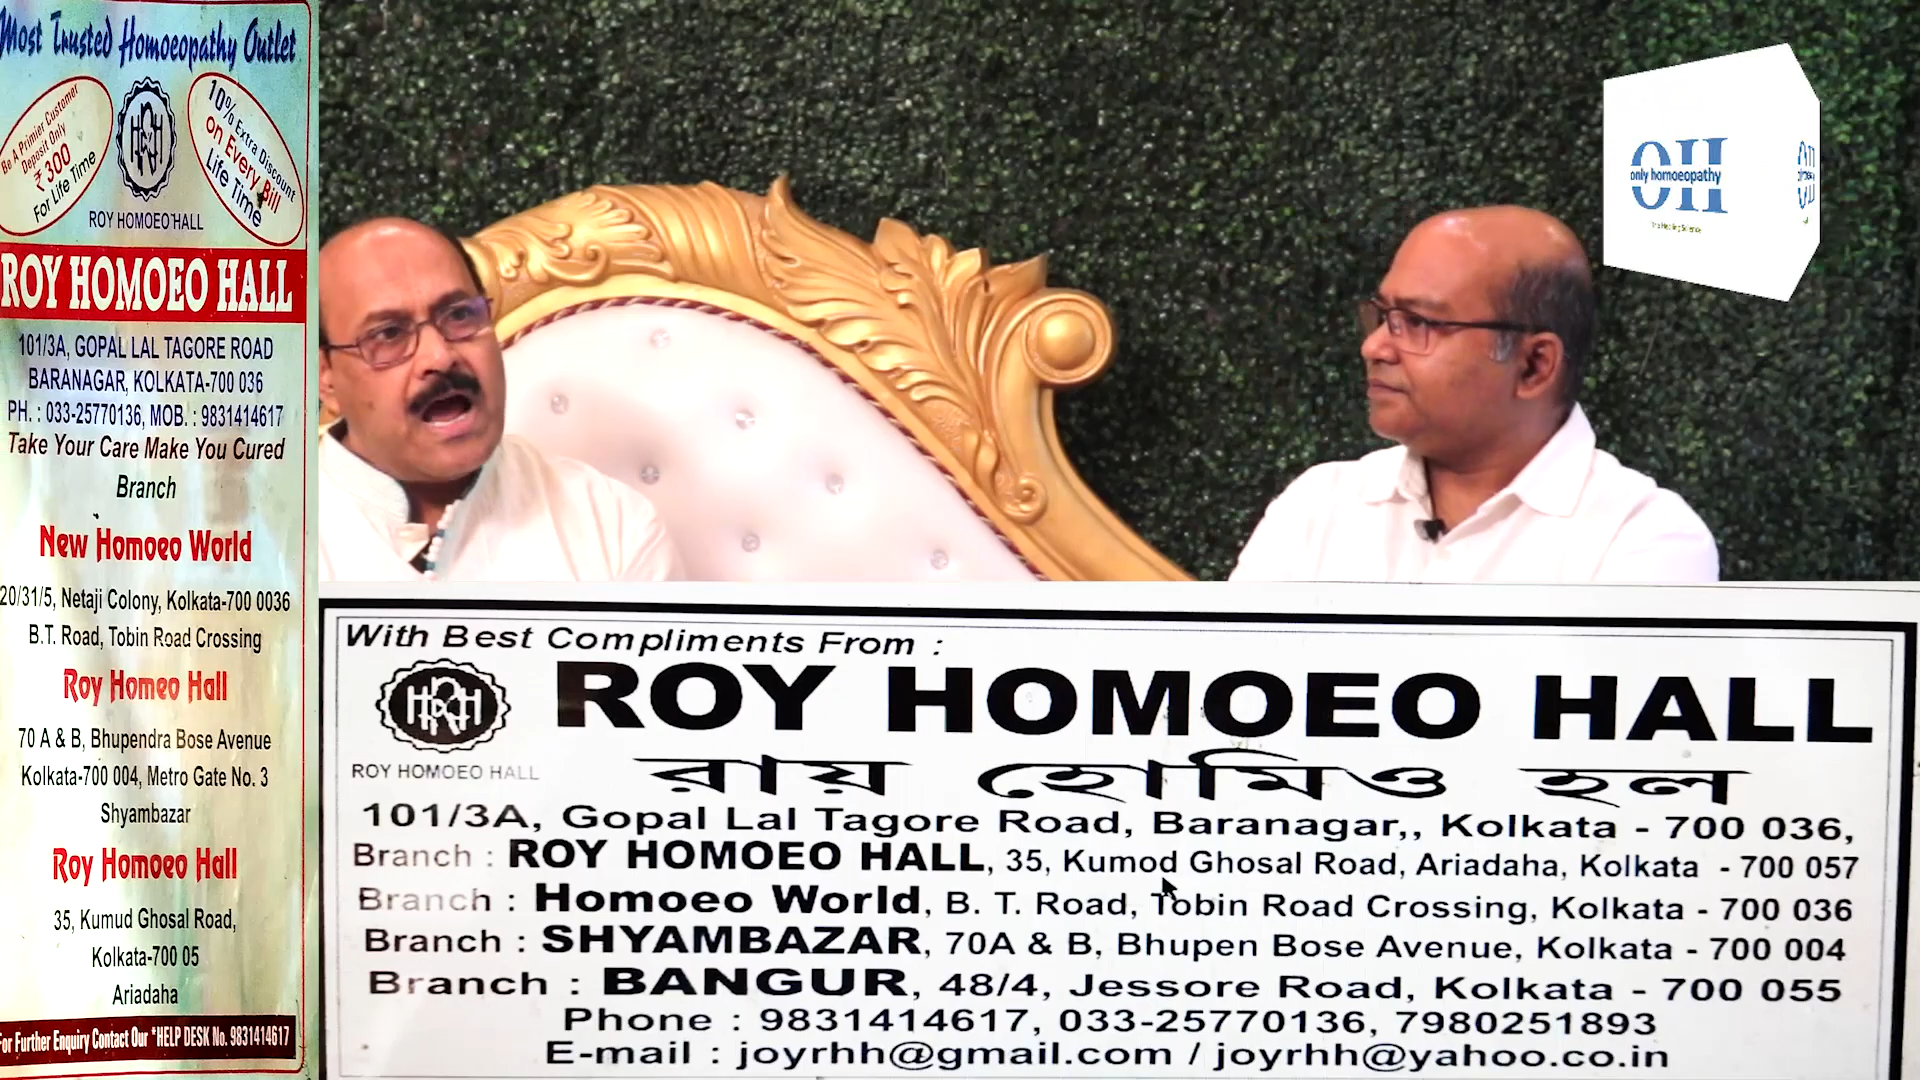 Most Trusted Homoeopathy Outlet
Be A Primier Customer
Deposit Only
₹ 300
For Life Time
10% Extra Discount
on Every Bill
Life Time
ROY HOMOEO HALL
ROY HOMOEO HALL
101/3A, GOPAL LAL TAGORE ROAD
BARANAGAR, KOLKATA-700 036
PH. : 033-25770136, MOB. : 9831414617
Take Your Care Make You Cured
Branch
New Homoeo World
20/31/5, Netaji Colony, Kolkata-700 0036
B.T. Road, Tobin Road Crossing
Roy Homeo Hall
70 A & B, Bhupendra Bose Avenue
Kolkata-700 004, Metro Gate No. 3
Shyambazar
Roy Homoeo Hall
35, Kumud Ghosal Road,
Kolkata-700 05
Ariadaha
For Further Enquiry Contact Our *HELP DESK No. 9831414617
OH
only homoeopathy
The Healing Science
With Best Compliments From :
ROY HOMOEO HALL
ROY HOMOEO HALL
রায় হোমিও হল
101/3A, Gopal Lal Tagore Road, Baranagar,, Kolkata - 700 036,
Branch : ROY HOMOEO HALL, 35, Kumod Ghosal Road, Ariadaha, Kolkata - 700 057
Branch : Homoeo World, B. T. Road, Tobin Road Crossing, Kolkata - 700 036
Branch : SHYAMBAZAR, 70A & B, Bhupen Bose Avenue, Kolkata - 700 004
Branch : BANGUR, 48/4, Jessore Road, Kolkata - 700 055
Phone : 9831414617, 033-25770136, 7980251893
E-mail : joyrhh@gmail.com / joyrhh@yahoo.co.in